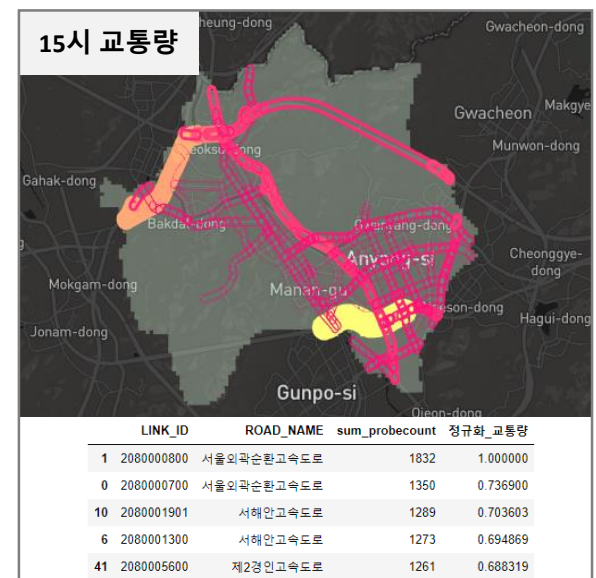 15시 교통량
heung-dong
Gwacheon-dong
Gwacheon
Makgye
Munwon-dong
Gahak-dong
Bakdal-dong
Gwanyang-dong
Anyang-si
Cheonggye-
dong
Mokgam-dong
Manan-gu
eson-dong
Hagui-dong
Jonam-dong
Gunpo-si
Ojeon-dong
LINK_ID ROAD_NAME sum_probecount 정규화_교통량
1 2080000800 서울외곽순환고속도로 1832 1.000000
0 2080000700 서울외곽순환고속도로 1350 0.736900
10 2080001901 서해안고속도로 1289 0.703603
6 2080001300 서해안고속도로 1273 0.694869
41 2080005600 제2경인고속도로 1261 0.688319